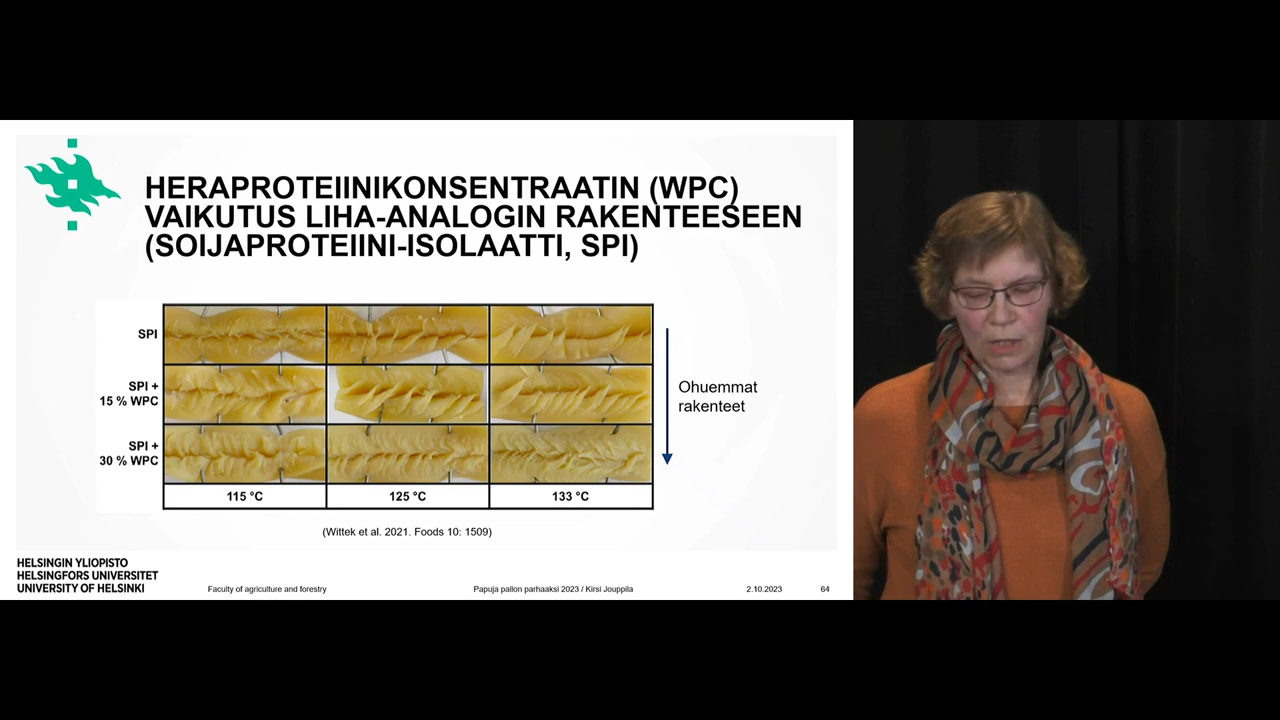 HERAPROTEIINIKONSENTRAATIN (WPC)
VAIKUTUS LIHA-ANALOGIN RAKENTEESEEN
(SOIJAPROTEIINI-ISOLAATTI, SPI)
SPI
SPI +
15 % WPC
SPI +
30 % WPC
115 °C
125 °C
133 °C
Ohuemmat
rakenteet
(Wittek et al. 2021. Foods 10: 1509)
HELSINGIN YLIOPISTO
HELSINGFORS UNIVERSITET
UNIVERSITY OF HELSINKI
Faculty of agriculture and forestry
Papuja pallon parhaaksi 2023 / Kirsi Jouppila
2.10.2023
64